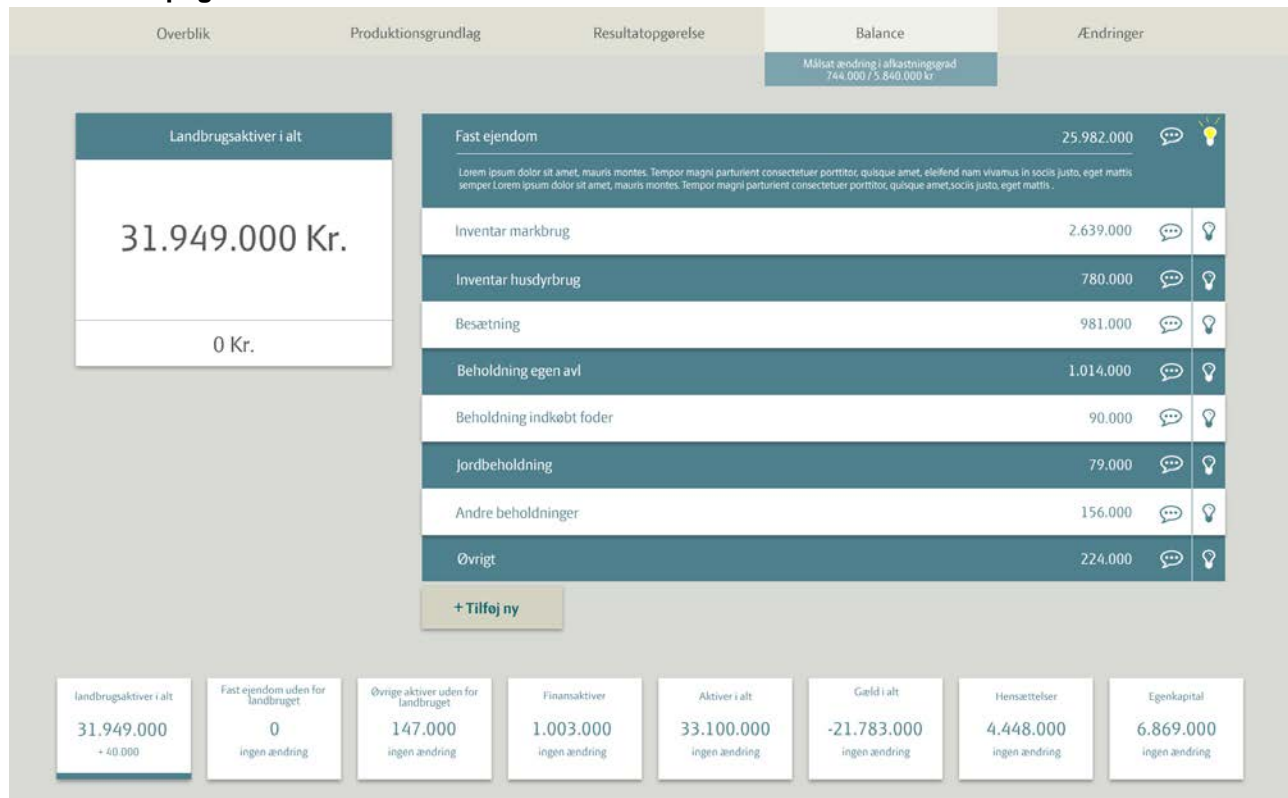 Overblik
Produktionsgrundlag
Resultatopgørelse
Balance
Ændringer
Målsat ændring i afkastningsgrad
744.000 / 5.840.000 kr
Landbrugsaktiver i alt
31.949.000 Kr.
0 Kr.
Fast ejendom 25.982.000
Lorem ipsum dolor sit amet, mauris montes. Tempor magni parturient consectetuer porttitor, quisque amet, eleifend nam vivamus in sociis justo, eget mattis
semper Lorem ipsum dolor sit amet, mauris montes. Tempor magni parturient consectetuer porttitor, quisque amet,sociis justo, eget mattis .
Inventar markbrug 2.639.000
Inventar husdyrbrug 780.000
Besætning 981.000
Beholdning egen avl 1.014.000
Beholdning indkøbt foder 90.000
Jordbeholdning 79.000
Andre beholdninger 156.000
Øvrigt 224.000
+ Tilføj ny
landbrugsaktiver i alt
31.949.000
+ 40.000
Fast ejendom uden for
landbruget
0
ingen ændring
Øvrige aktiver uden for
landbruget
147.000
ingen ændring
Finansaktiver
1.003.000
ingen ændring
Aktiver i alt
33.100.000
ingen ændring
Gæld i alt
-21.783.000
ingen ændring
Hensættelser
4.448.000
ingen ændring
Egenkapital
6.869.000
ingen ændring